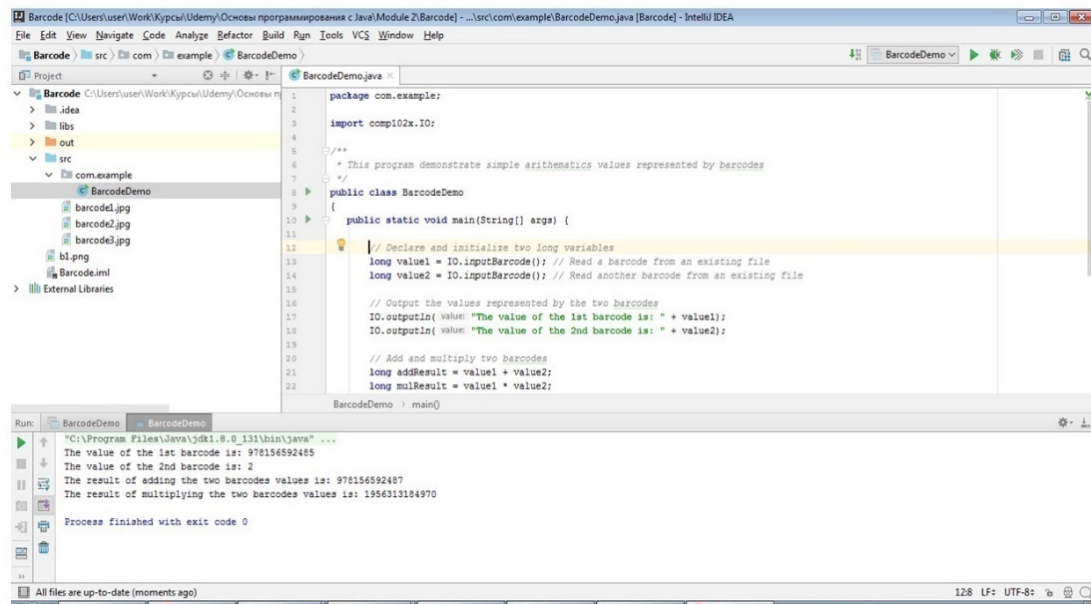 Barcode [C:\Users\user\Work\Курсы\Udemy\Основы программирования с Java\Module 2\Barcode] - ...\src\com\example\BarcodeDemo.java [Barcode] - IntelliJ IDEA
File Edit View Navigate Code Analyze Refactor Build Run Tools VCS Window Help
Barcode src com example BarcodeDemo
BarcodeDemo
Project
BarcodeDemo.java
Barcode C:\Users\user\Work\Курсы\Udemy\Основы п
.idea
libs
out
src
com.example
BarcodeDemo
barcode1.jpg
barcode2.jpg
barcode3.jpg
b1.png
Barcode.iml
External Libraries
1 package com.example;
2
3 import comp102x.IO;
4
5 /**
6 * This program demonstrate simple arithematics values represented by barcodes
7 */
8 public class BarcodeDemo
9 {
10 public static void main(String[] args) {
11
12 // Declare and initialize two long variables
13 long value1 = IO.inputBarcode(); // Read a barcode from an existing file
14 long value2 = IO.inputBarcode(); // Read another barcode from an existing file
15
16 // Output the values represented by the two barcodes
17 IO.outputln( value: "The value of the 1st barcode is: " + value1);
18 IO.outputln( value: "The value of the 2nd barcode is: " + value2);
19
20 // Add and multiply two barcodes
21 long addResult = value1 + value2;
22 long mulResult = value1 * value2;
BarcodeDemo > main()
Run: BarcodeDemo BarcodeDemo
"C:\Program Files\Java\jdk1.8.0_131\bin\java" ...
The value of the 1st barcode is: 978156592485
The value of the 2nd barcode is: 2
The result of adding the two barcodes values is: 978156592487
The result of multiplying the two barcodes values is: 1956313184970
Process finished with exit code 0
All files are up-to-date (moments ago)
12:8 LF÷ UTF-8÷